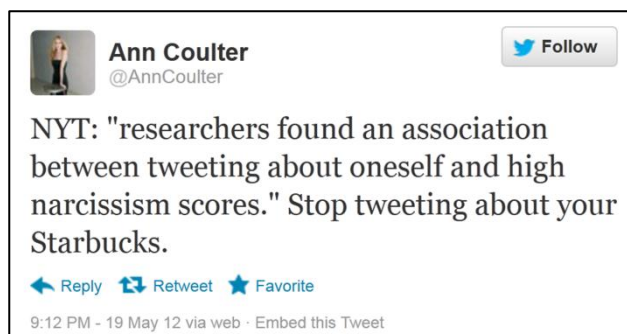 Ann Coulter
@AnnCoulter
Follow
NYT: "researchers found an association
between tweeting about oneself and high
narcissism scores." Stop tweeting about your
Starbucks.
Reply Retweet Favorite
9:12 PM - 19 May 12 via web · Embed this Tweet